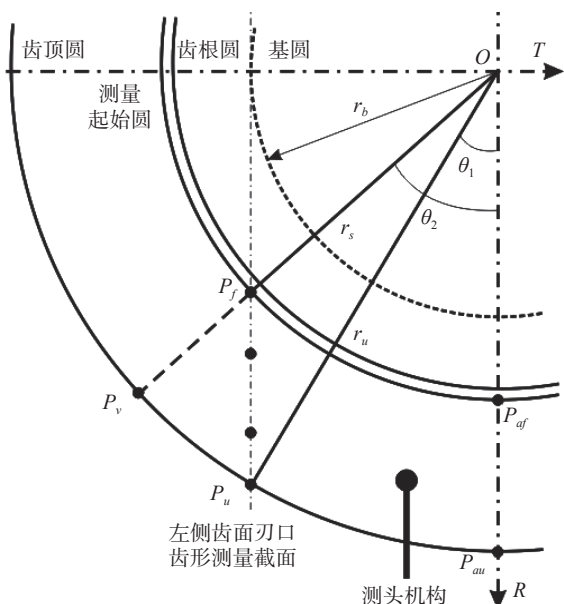 齿顶圆
齿根圆
基圆
O
T
测量
起始圆
r_b
θ_1
θ_2
r_s
P_f
r_u
P_v
P_af
P_u
左侧齿面刃口
齿形测量截面
P_au
测头机构
R